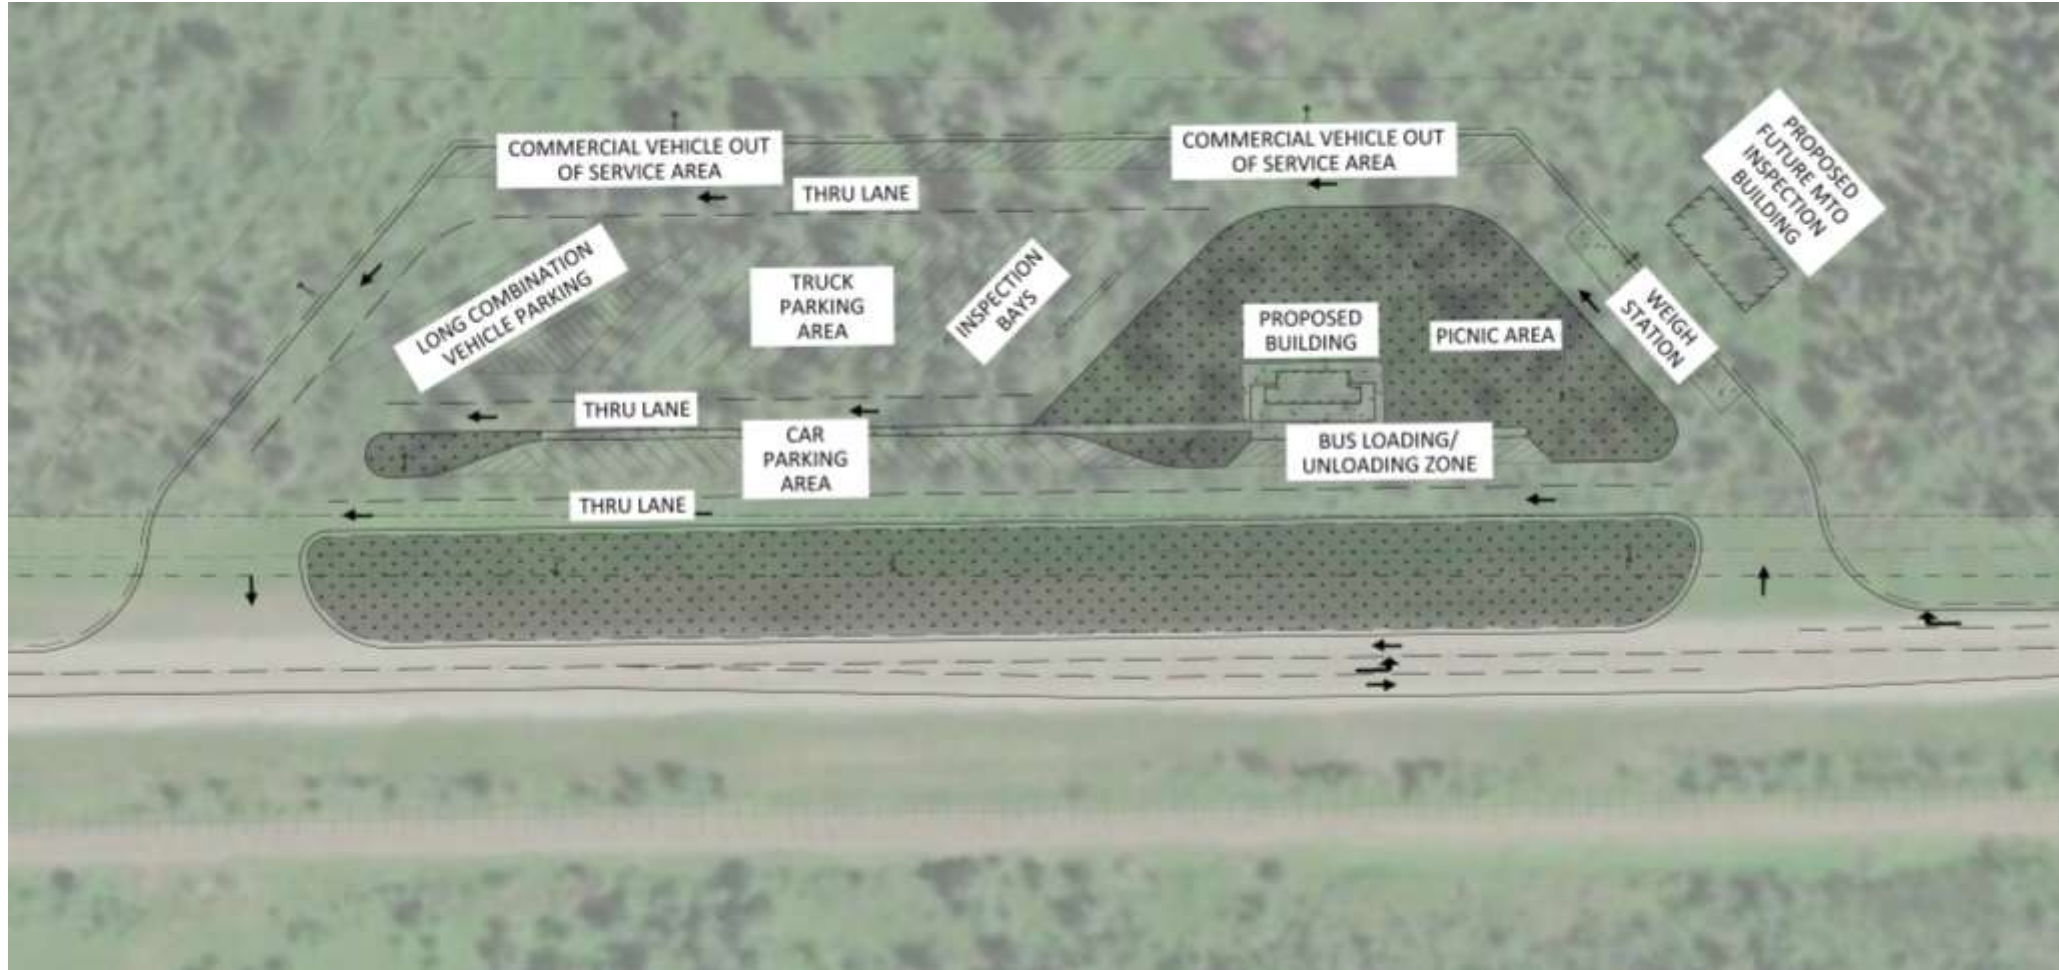 COMMERCIAL VEHICLE OUT
OF SERVICE AREA
COMMERCIAL VEHICLE OUT
OF SERVICE AREA
PROPOSED
FUTURE MTO
INSPECTION
BUILDING
THRU LANE
LONG COMBINATION
VEHICLE PARKING
TRUCK
PARKING
AREA
INSPECTION
BAYS
PROPOSED
BUILDING
PICNIC AREA
WEIGH
STATION
THRU LANE
CAR
PARKING
AREA
BUS LOADING/
UNLOADING ZONE
THRU LANE